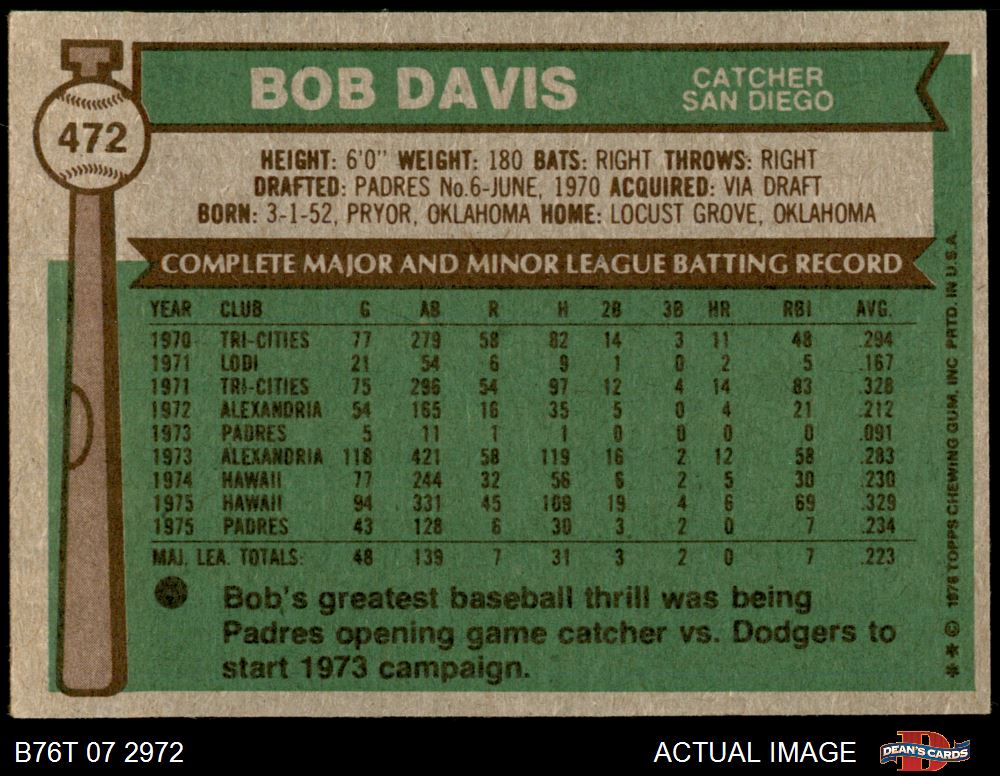 472
BOB DAVIS
CATCHER
SAN DIEGO
HEIGHT: 6'0" WEIGHT: 180 BATS: RIGHT THROWS: RIGHT
DRAFTED: PADRES No.6-JUNE, 1970 ACQUIRED: VIA DRAFT
BORN: 3-1-52, PRYOR, OKLAHOMA HOME: LOCUST GROVE, OKLAHOMA
COMPLETE MAJOR AND MINOR LEAGUE BATTING RECORD
YEAR CLUB G AB R H 2B 3B HR RBI AVG.
1970 TRI-CITIES 77 279 58 82 14 3 11 48 .294
1971 LODI 21 54 6 9 1 0 2 5 .167
1971 TRI-CITIES 75 296 54 97 12 4 14 83 .328
1972 ALEXANDRIA 54 165 16 35 5 0 4 21 .212
1973 PADRES 5 11 1 1 0 0 0 0 .091
1973 ALEXANDRIA 118 421 58 119 16 2 12 58 .283
1974 HAWAII 77 244 32 56 6 2 5 30 .230
1975 HAWAII 94 331 45 109 19 4 6 69 .329
1975 PADRES 43 128 6 30 3 2 0 7 .234
MAJ. LEA. TOTALS: 48 139 7 31 3 2 0 7 .223
Bob's greatest baseball thrill was being
Padres opening game catcher vs. Dodgers to
start 1973 campaign.
** © 1976 TOPPS CHEWING GUM, INC PRTD. IN U.S.A.
B76T 07 2972
ACTUAL IMAGE
DEAN'S CARDS